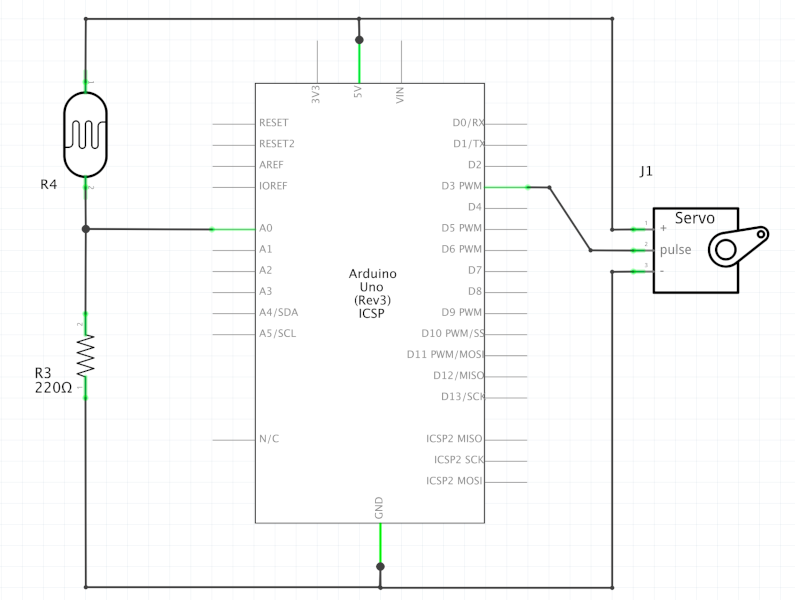 3V3
5V
VIN
RESET
RESET2
AREF
IOREF
A0
A1
A2
A3
A4/SDA
A5/SCL
N/C
Arduino
Uno
(Rev3)
ICSP
D0/RX
D1/TX
D2
D3 PWM
D4
D5 PWM
D6 PWM
D7
D8
D9 PWM
D10 PWM/SS
D11 PWM/MOSI
D12/MISO
D13/SCK
ICSP2 MISO
ICSP2 SCK
ICSP2 MOSI
GND
R4
1
2
R3
220Ω
2
1
J1
Servo
1
+
2
pulse
3
-